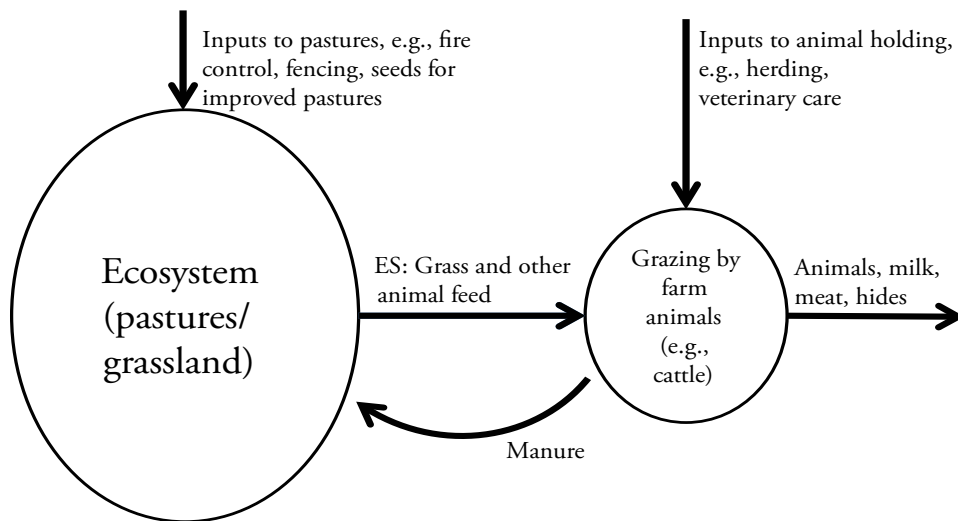 Inputs to pastures, e.g., fire
control, fencing, seeds for
improved pastures
Inputs to animal holding,
e.g., herding,
veterinary care
Ecosystem
(pastures/
grassland)
ES: Grass and other
animal feed
Grazing by
farm
animals
(e.g.,
cattle)
Animals, milk,
meat, hides
Manure